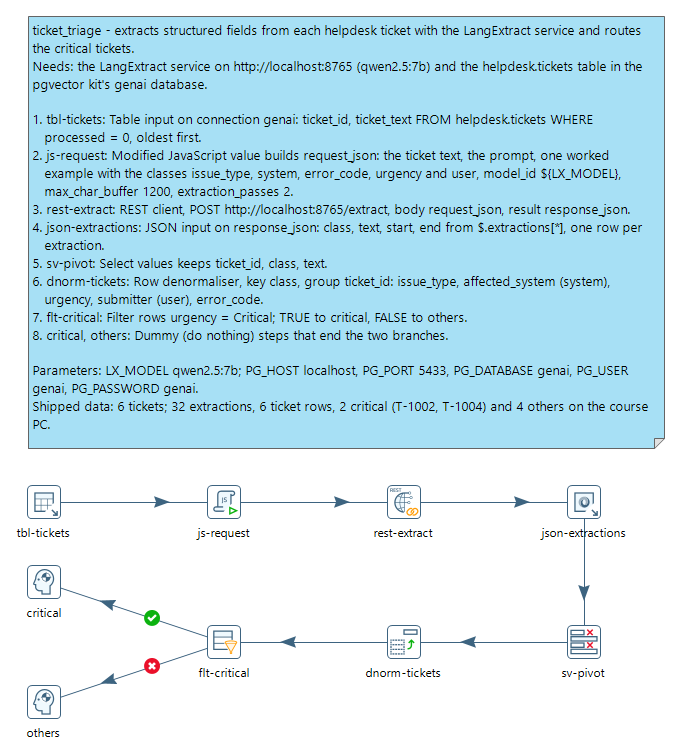 ticket_triage - extracts structured fields from each helpdesk ticket with the LangExtract service and routes
the critical tickets.
Needs: the LangExtract service on http://localhost:8765 (qwen2.5:7b) and the helpdesk.tickets table in the
pgvector kit's genai database.
1. tbl-tickets: Table input on connection genai: ticket_id, ticket_text FROM helpdesk.tickets WHERE
processed = 0, oldest first.
2. js-request: Modified JavaScript value builds request_json: the ticket text, the prompt, one worked
example with the classes issue_type, system, error_code, urgency and user, model_id ${LX_MODEL},
max_char_buffer 1200, extraction_passes 2.
3. rest-extract: REST client, POST http://localhost:8765/extract, body request_json, result response_json.
4. json-extractions: JSON input on response_json: class, text, start, end from $.extractions[*], one row per
extraction.
5. sv-pivot: Select values keeps ticket_id, class, text.
6. dnorm-tickets: Row denormaliser, key class, group ticket_id: issue_type, affected_system (system),
urgency, submitter (user), error_code.
7. flt-critical: Filter rows urgency = Critical; TRUE to critical, FALSE to others.
8. critical, others: Dummy (do nothing) steps that end the two branches.
Parameters: LX_MODEL qwen2.5:7b; PG_HOST localhost, PG_PORT 5433, PG_DATABASE genai, PG_USER
genai, PG_PASSWORD genai.
Shipped data: 6 tickets; 32 extractions, 6 ticket rows, 2 critical (T-1002, T-1004) and 4 others on the course
PC.
JS
REST
tbl-tickets
js-request
rest-extract
json-extractions
critical
flt-critical
dnorm-tickets
sv-pivot
others